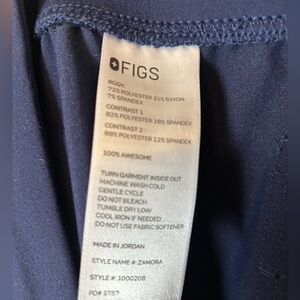 FIGS
BODY:
72% POLYESTER 21% RAYON
7% SPANDEX
CONTRAST 1
82% POLYESTER 18% SPANDEX
CONTRAST 2:
88% POLYESTER 12% SPANDEX
100% AWESOME
TURN GARMENT INSIDE OUT
MACHINE WASH COLD
GENTLE CYCLE
DO NOT BLEACH
TUMBLE DRY LOW
COOL IRON IF NEEDED
DO NOT USE FABRIC SOFTENER
MADE IN JORDAN
STYLE NAME #: ZAMORA
STYLE #: 1000208
PO# 5757